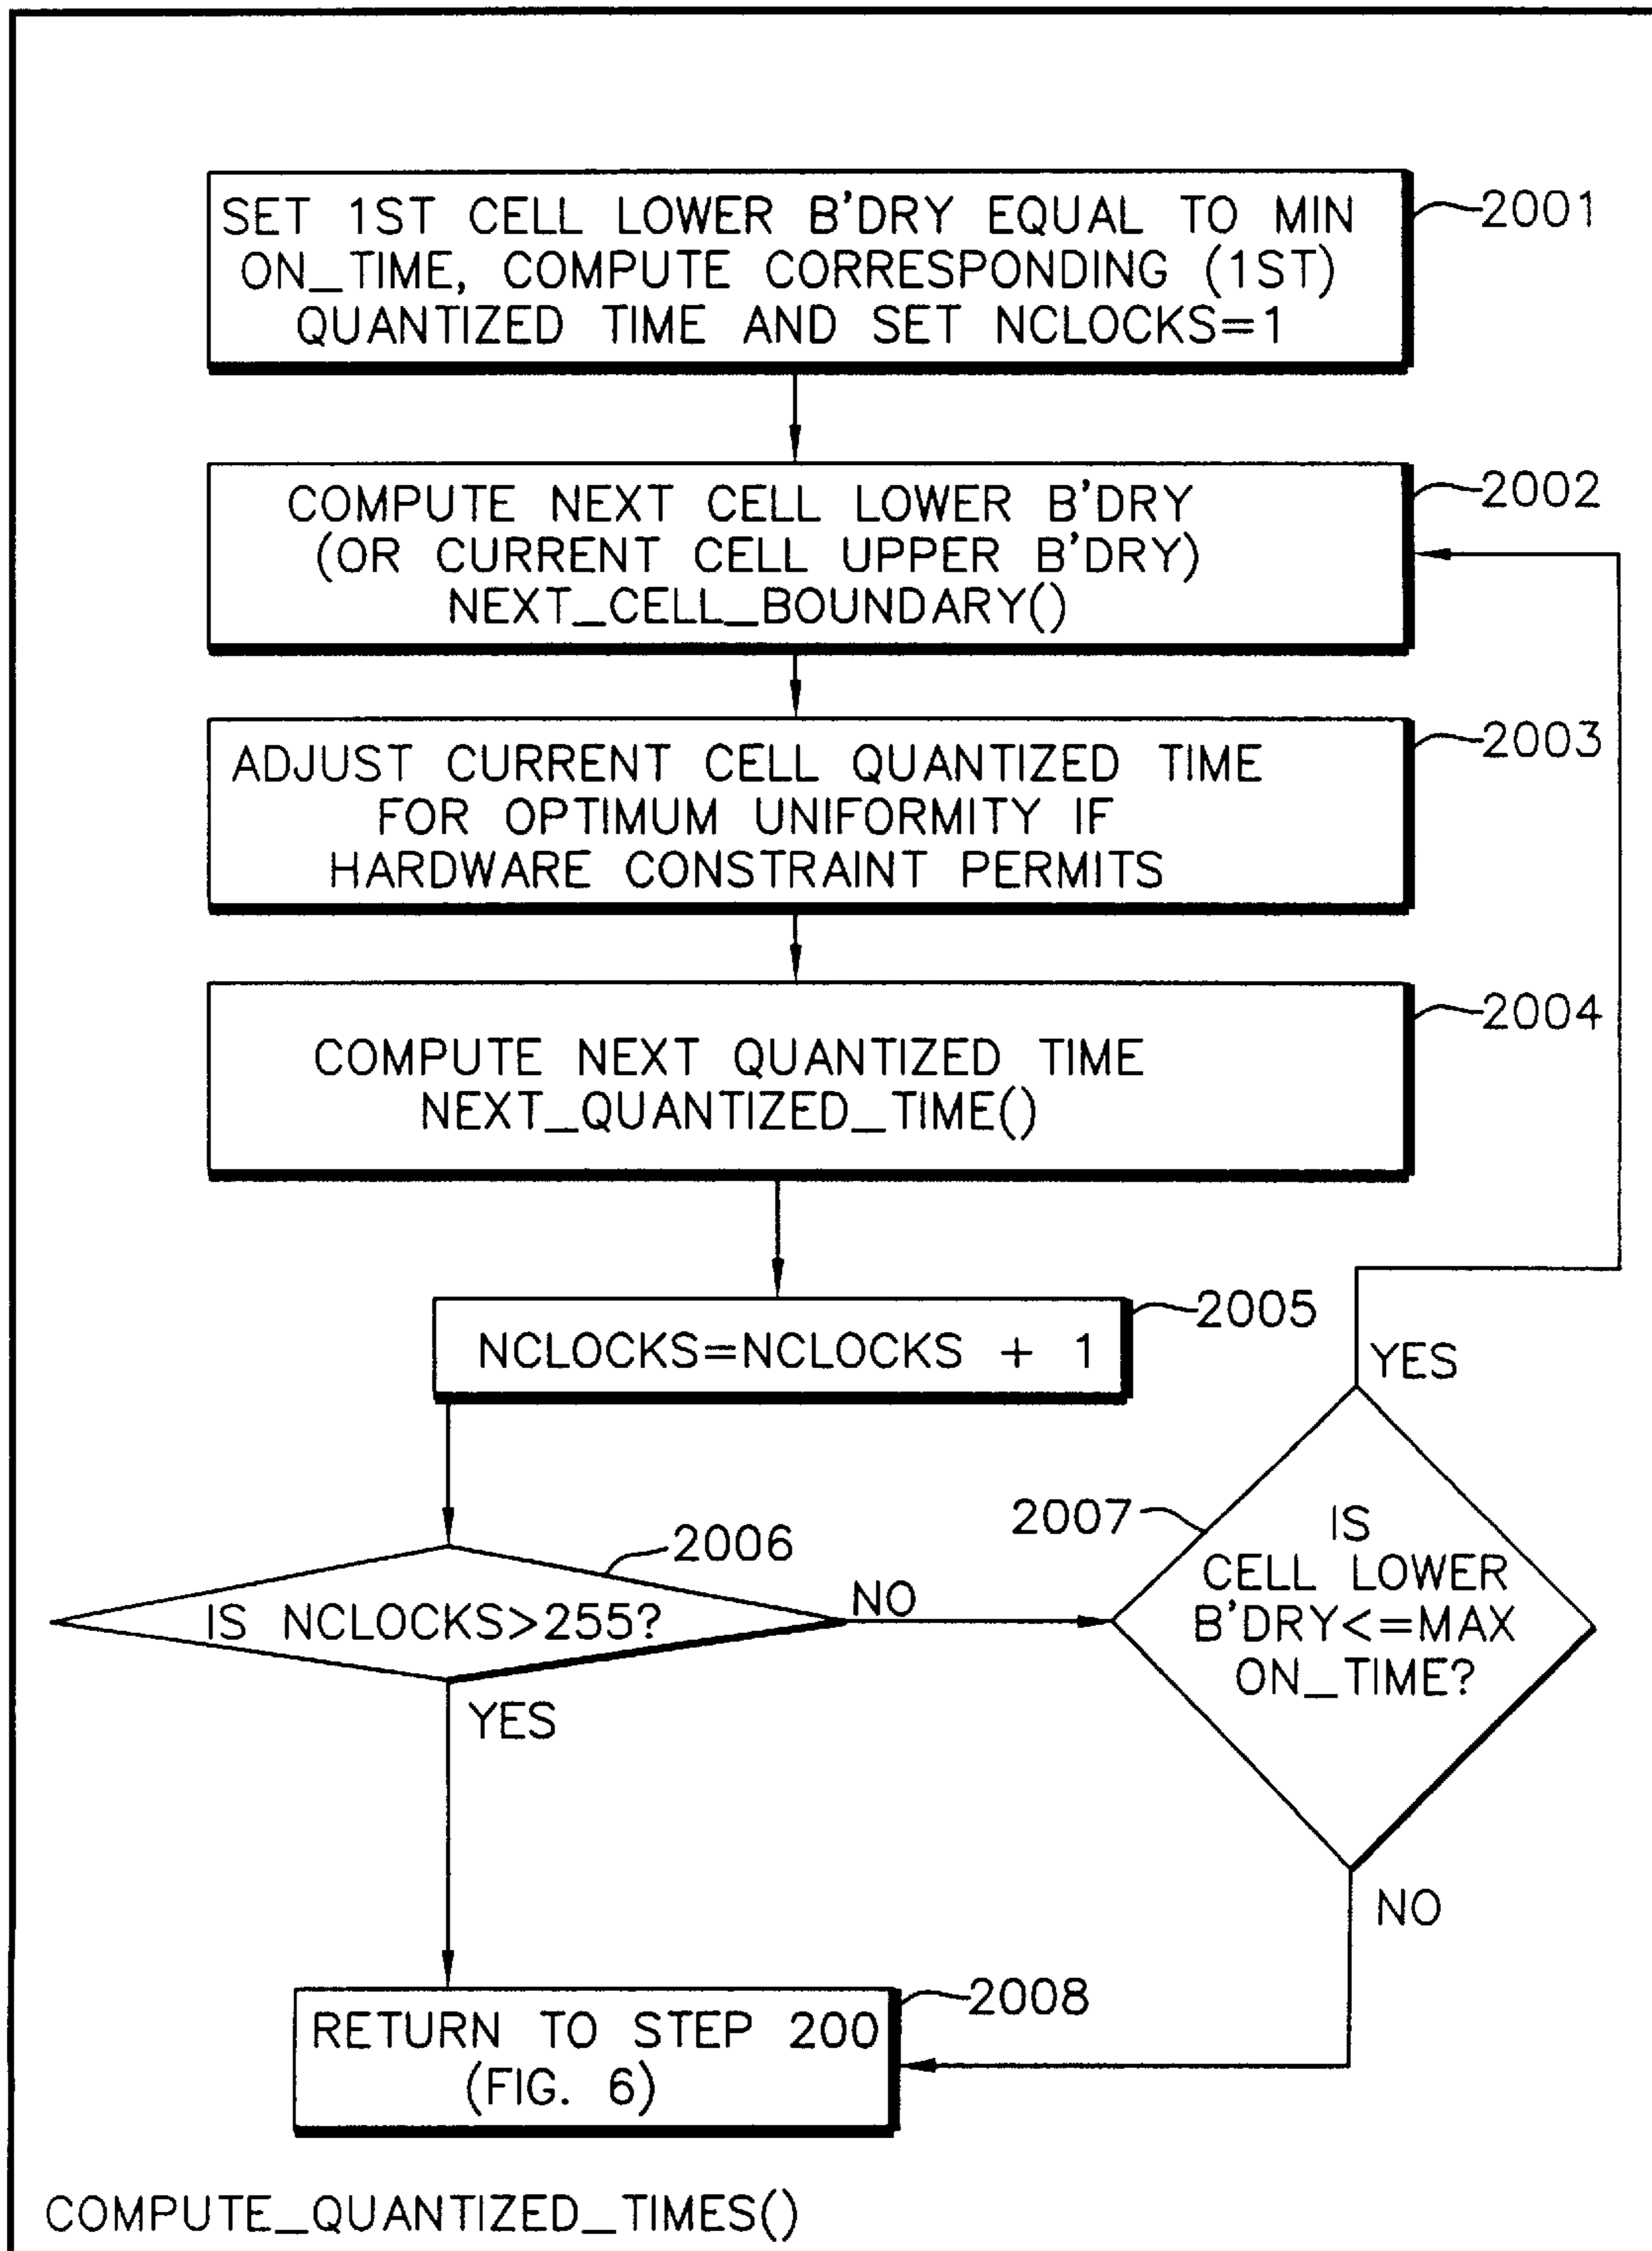 SET 1ST CELL LOWER B'DRY EQUAL TO MIN
ON_TIME, COMPUTE CORRESPONDING (1ST)
QUANTIZED TIME AND SET NCLOCKS=1
2001
COMPUTE NEXT CELL LOWER B'DRY
(OR CURRENT CELL UPPER B'DRY)
NEXT_CELL_BOUNDARY()
2002
ADJUST CURRENT CELL QUANTIZED TIME
FOR OPTIMUM UNIFORMITY IF
HARDWARE CONSTRAINT PERMITS
2003
COMPUTE NEXT QUANTIZED TIME
NEXT_QUANTIZED_TIME()
2004
NCLOCKS=NCLOCKS + 1
2005
IS NCLOCKS>255?
2006
NO
YES
2007
IS
CELL LOWER
B'DRY<=MAX
ON_TIME?
YES
NO
RETURN TO STEP 200
(FIG. 6)
2008
COMPUTE_QUANTIZED_TIMES()